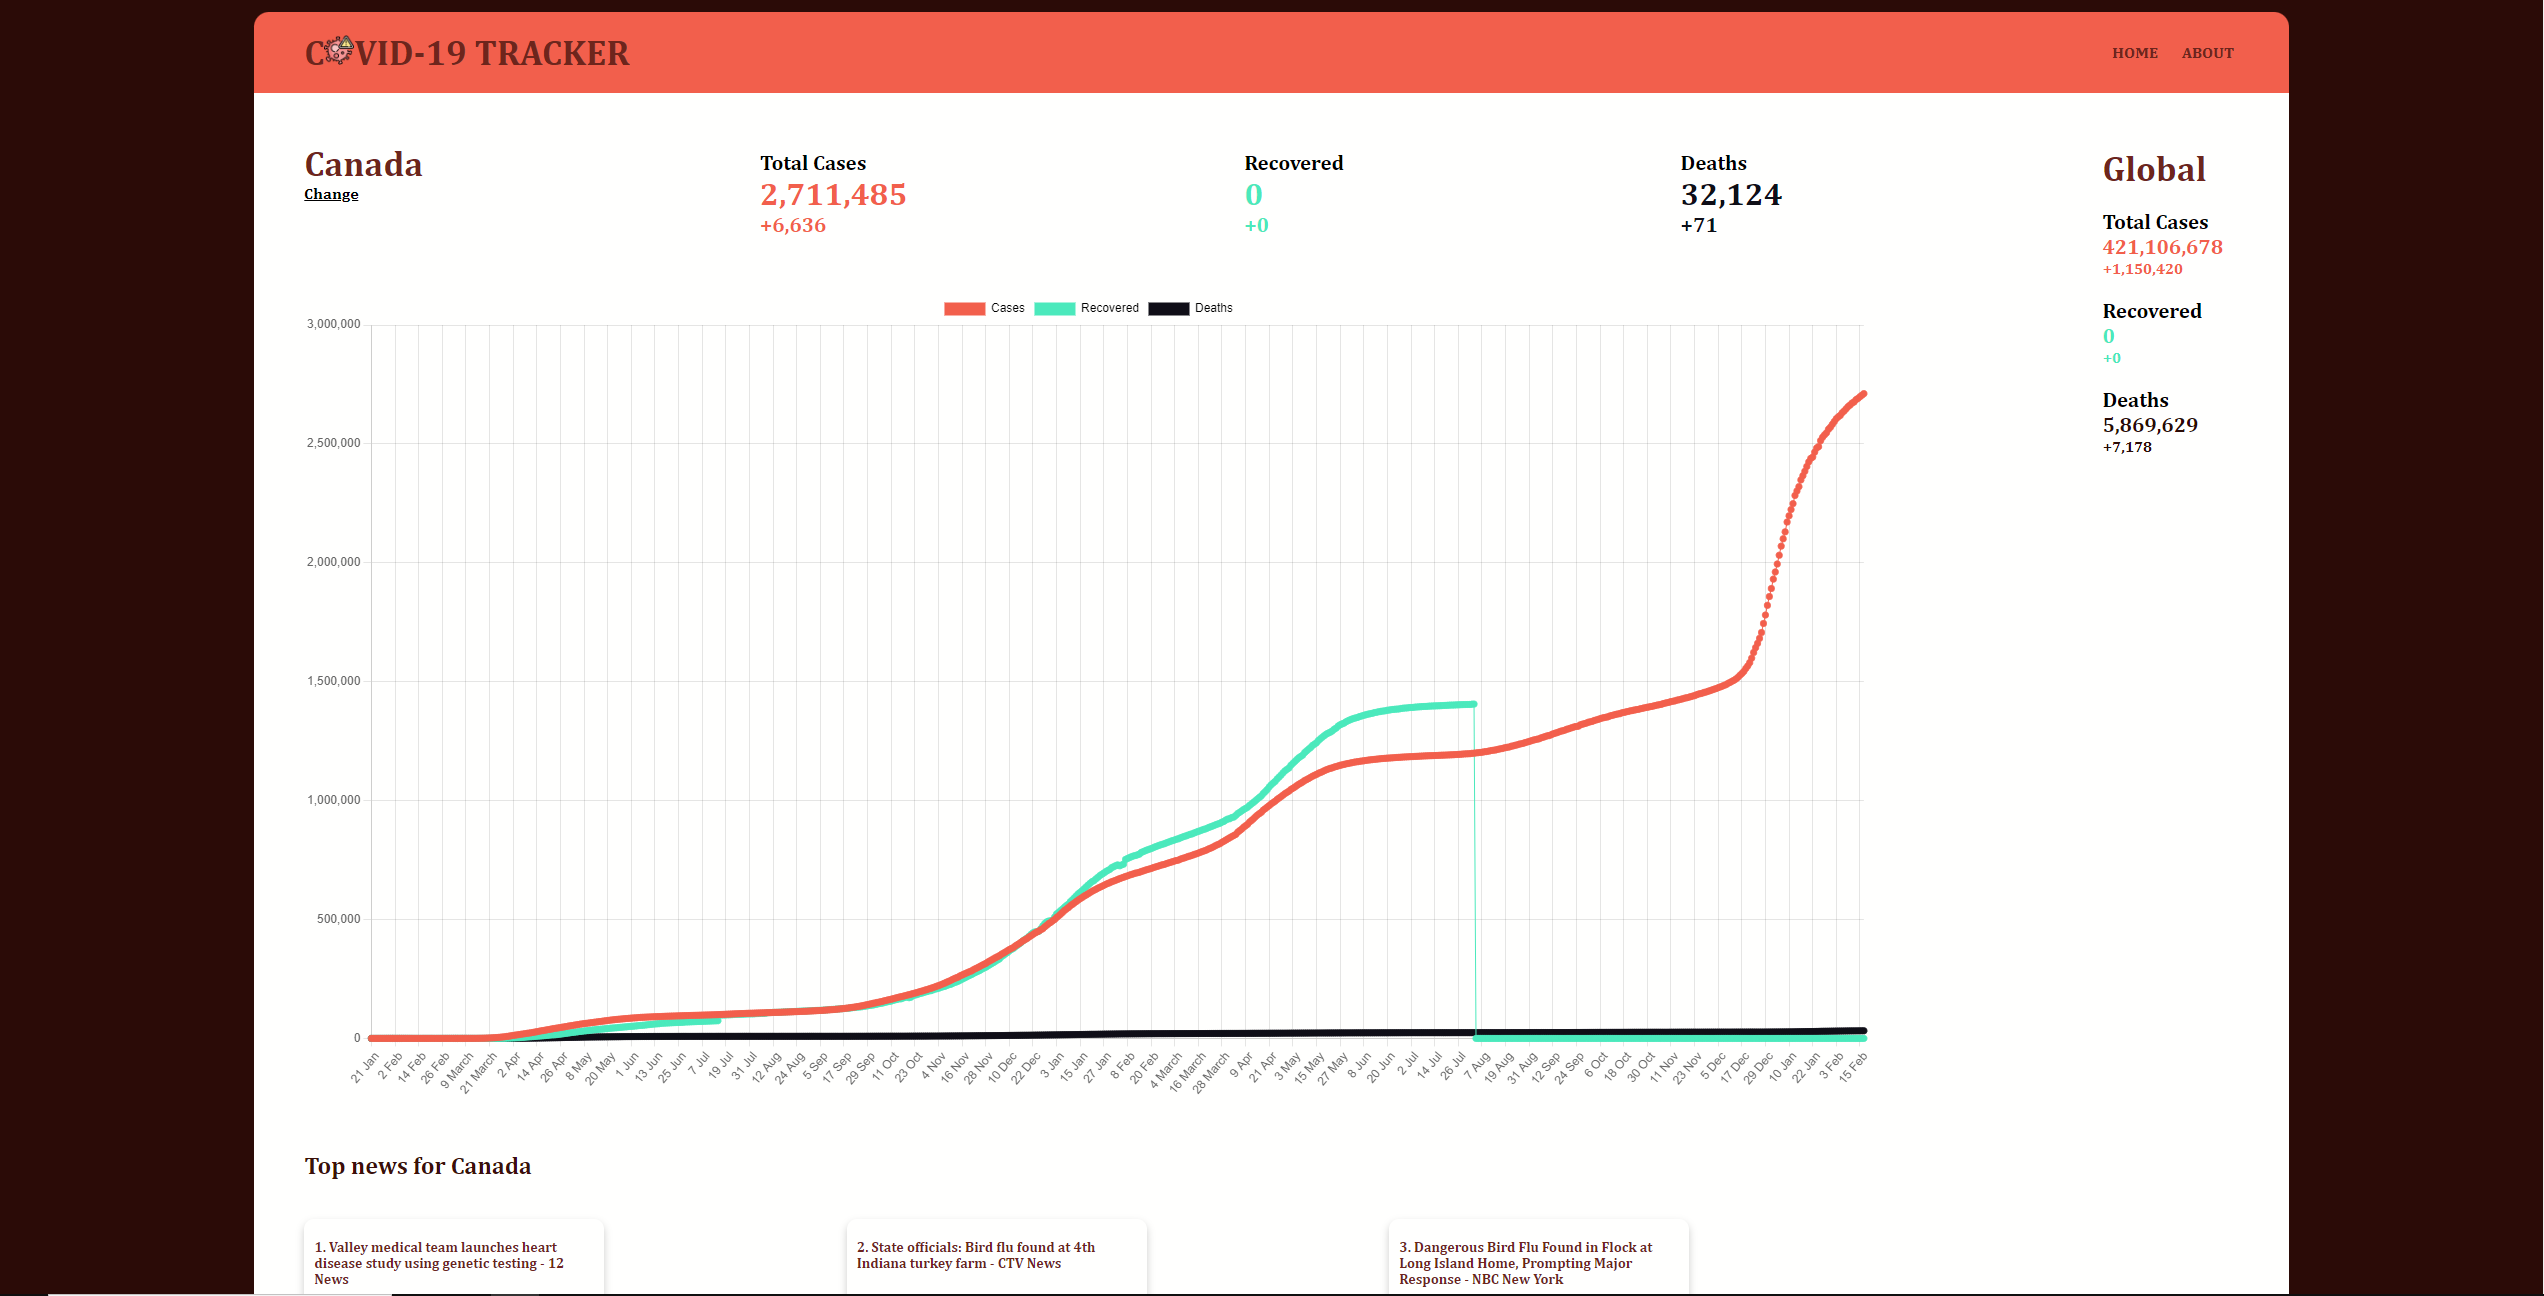 COVID-19 TRACKER
HOME ABOUT
Canada
Change
Total Cases
2,711,485
+6,636
Recovered
0
+0
Deaths
32,124
+71
Global
Total Cases
421,106,678
+1,150,420
Recovered
0
+0
Deaths
5,869,629
+7,178
Cases Recovered Deaths
3,000,000
2,500,000
2,000,000
1,500,000
1,000,000
500,000
0
21 Jan
2 Feb
14 Feb
26 Feb
9 March
21 March
2 Apr
14 Apr
26 Apr
8 May
20 May
1 Jun
13 Jun
25 Jun
7 Jul
19 Jul
31 Jul
12 Aug
24 Aug
5 Sep
17 Sep
29 Sep
11 Oct
23 Oct
4 Nov
16 Nov
28 Nov
10 Dec
22 Dec
3 Jan
15 Jan
27 Jan
8 Feb
20 Feb
4 March
16 March
28 March
9 Apr
21 Apr
3 May
15 May
27 May
8 Jun
20 Jun
2 Jul
14 Jul
26 Jul
7 Aug
19 Aug
31 Aug
12 Sep
24 Sep
6 Oct
18 Oct
30 Oct
11 Nov
23 Nov
5 Dec
17 Dec
29 Dec
10 Jan
22 Jan
3 Feb
15 Feb
Top news for Canada
1. Valley medical team launches heart
disease study using genetic testing - 12
News
2. State officials: Bird flu found at 4th
Indiana turkey farm - CTV News
3. Dangerous Bird Flu Found in Flock at
Long Island Home, Prompting Major
Response - NBC New York